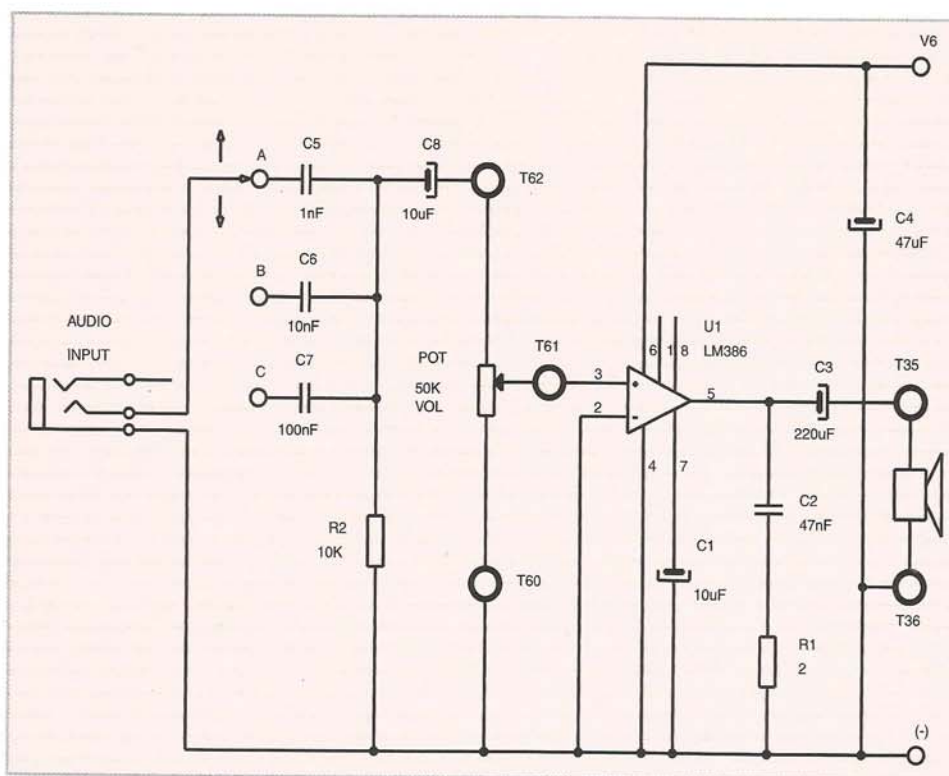 V6
A
C5
C8
T62
1nF
10uF
C4
47uF
B
C6
10nF
AUDIO
INPUT
U1
LM386
6
1
8
T61
POT
50K
VOL
3
2
C
C7
100nF
5
C3
220uF
T35
4
7
C2
47nF
R2
10K
T60
C1
10uF
T36
R1
2
(-)